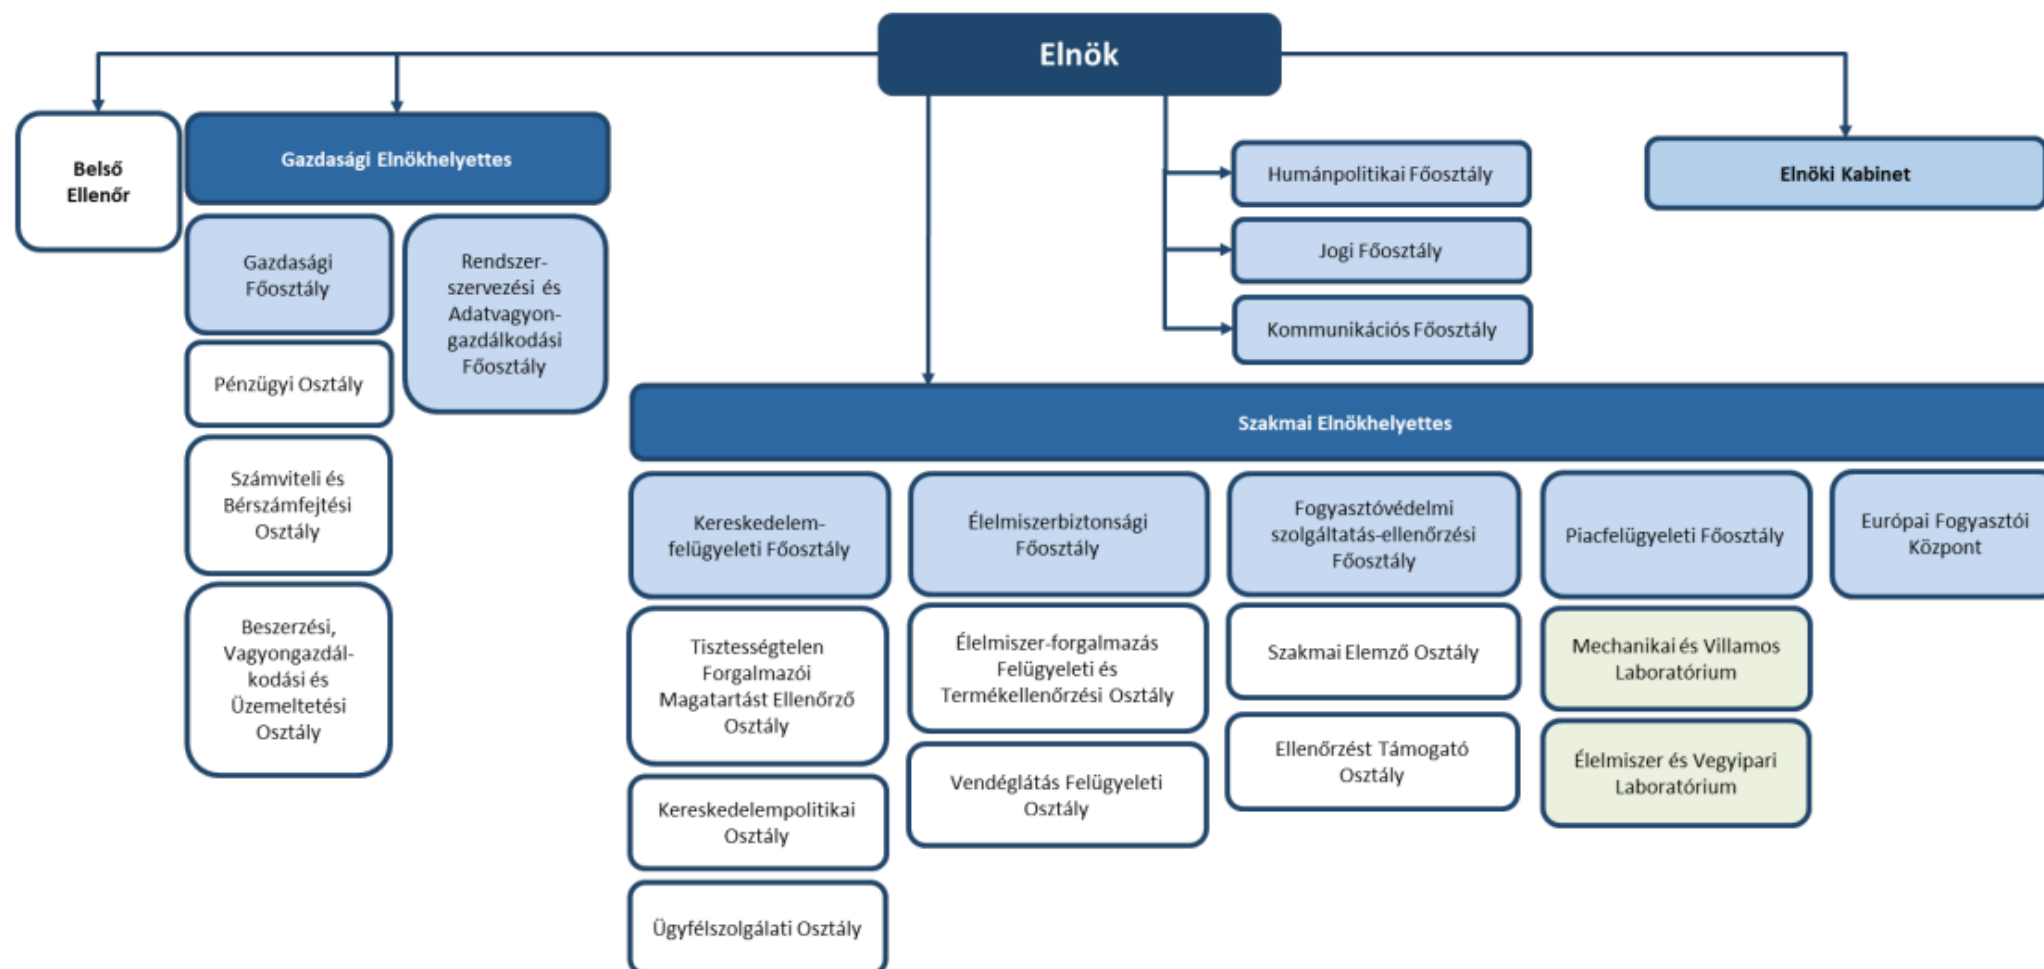 Elnök
Belső
Ellenőr
Gazdasági Elnökhelyettes
Gazdasági
Főosztály
Pénzügyi Osztály
Számviteli és
Bérszámfejtési
Osztály
Beszerzési,
Vagyongazdál-
kodási és
Üzemeltetési
Osztály
Rendszer-
szervezési és
Adatvagyon-
gazdálkodási
Főosztály
Humánpolitikai Főosztály
Jogi Főosztály
Kommunikációs Főosztály
Elnöki Kabinet
Szakmai Elnökhelyettes
Kereskedelem-
felügyeleti Főosztály
Tisztességtelen
Forgalmazói
Magatartást Ellenőrző
Osztály
Kereskedelempolitikai
Osztály
Ügyfélszolgálati Osztály
Élelmiszerbiztonsági
Főosztály
Élelmiszer-forgalmazás
Felügyeleti és
Termékellenőrzési Osztály
Vendéglátás Felügyeleti
Osztály
Fogyasztóvédelmi
szolgáltatás-ellenőrzési
Főosztály
Szakmai Elemző Osztály
Ellenőrzést Támogató
Osztály
Piacfelügyeleti Főosztály
Mechanikai és Villamos
Laboratórium
Élelmiszer és Vegyipari
Laboratórium
Európai Fogyasztói
Központ